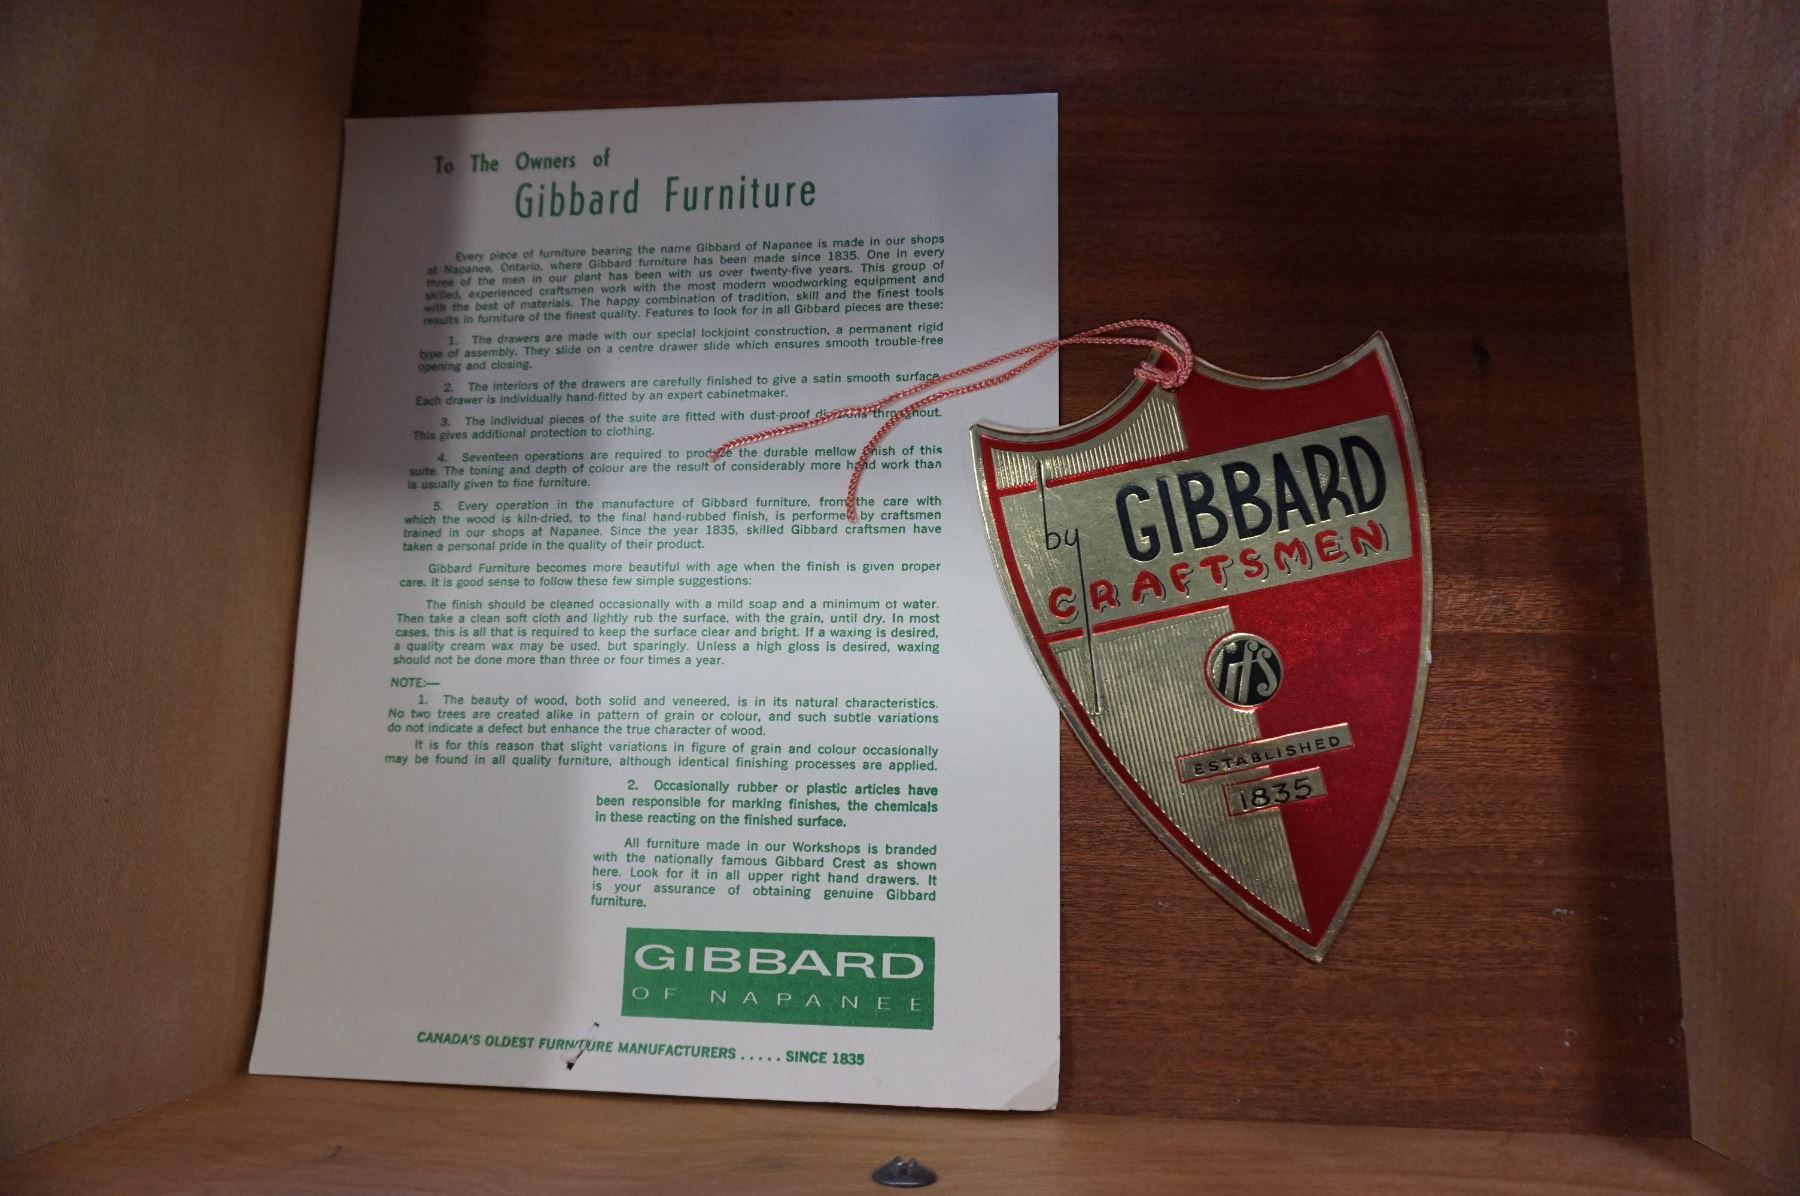 To The Owners of
Gibbard Furniture
Every piece of furniture bearing the name Gibbard of Napanee is made in our shops
at Napanee, Ontario, where Gibbard furniture has been made since 1835. One in every
three of the men in our plant has been with us over twenty-five years. This group of
skilled, experienced craftsmen work with the most modern woodworking equipment and
with the best of materials. The happy combination of tradition, skill and the finest tools
results in furniture of the finest quality. Features to look for in all Gibbard pieces are these:
1. The drawers are made with our special lockjoint construction, a permanent rigid
type of assembly. They slide on a centre drawer slide which ensures smooth trouble-free
opening and closing.
2. The interiors of the drawers are carefully finished to give a satin smooth surface.
Each drawer is individually hand-fitted by an expert cabinetmaker.
3. The individual pieces of the suite are fitted with dust-proof throughout.
This gives additional protection to clothing.
4. Seventeen operations are required to produce the durable mellow finish of this
suite. The toning and depth of colour are the result of considerably more hand work than
is usually given to fine furniture.
5. Every operation in the manufacture of Gibbard furniture, from the care with
which the wood is kiln-dried, to the final hand-rubbed finish, is performed by craftsmen
trained in our shops at Napanee. Since the year 1835, skilled Gibbard craftsmen have
taken a personal pride in the quality of their product.
Gibbard Furniture becomes more beautiful with age when the finish is given proper
care. It is good sense to follow these few simple suggestions:
The finish should be cleaned occasionally with a mild soap and a minimum of water.
Then take a clean soft cloth and lightly rub the surface, with the grain, until dry. In most
cases, this is all that is required to keep the surface clear and bright. If a waxing is desired,
a quality cream wax may be used, but sparingly. Unless a high gloss is desired, waxing
should not be done more than three or four times a year.
NOTE:—
1. The beauty of wood, both solid and veneered, is in its natural characteristics.
No two trees are created alike in pattern of grain or colour, and such subtle variations
do not indicate a defect but enhance the true character of wood.
It is for this reason that slight variations in figure of grain and colour occasionally
may be found in all quality furniture, although identical finishing processes are applied.
2. Occasionally rubber or plastic articles have
been responsible for marking finishes, the chemicals
in these reacting on the finished surface.
All furniture made in our Workshops is branded
with the nationally famous Gibbard Crest as shown
here. Look for it in all upper right hand drawers. It
is your assurance of obtaining genuine Gibbard
furniture.
GIBBARD
OF NAPANEE
CANADA'S OLDEST FURNITURE MANUFACTURERS ..... SINCE 1835
by GIBBARD
CRAFTSMEN
ESTABLISHED
1835